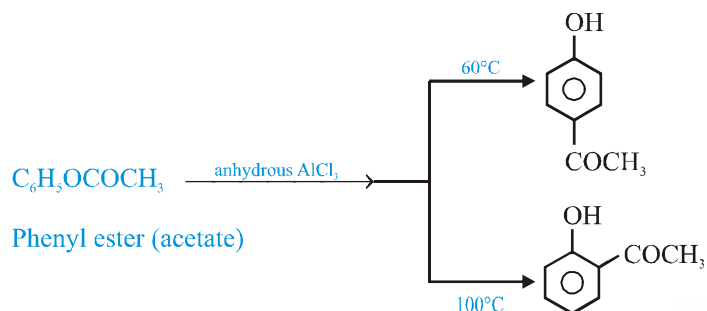 OH
60°C
COCH₃
C₆H₅OCOCH₃ anhydrous AlCl₃
Phenyl ester (acetate)
OH
COCH₃
100°C